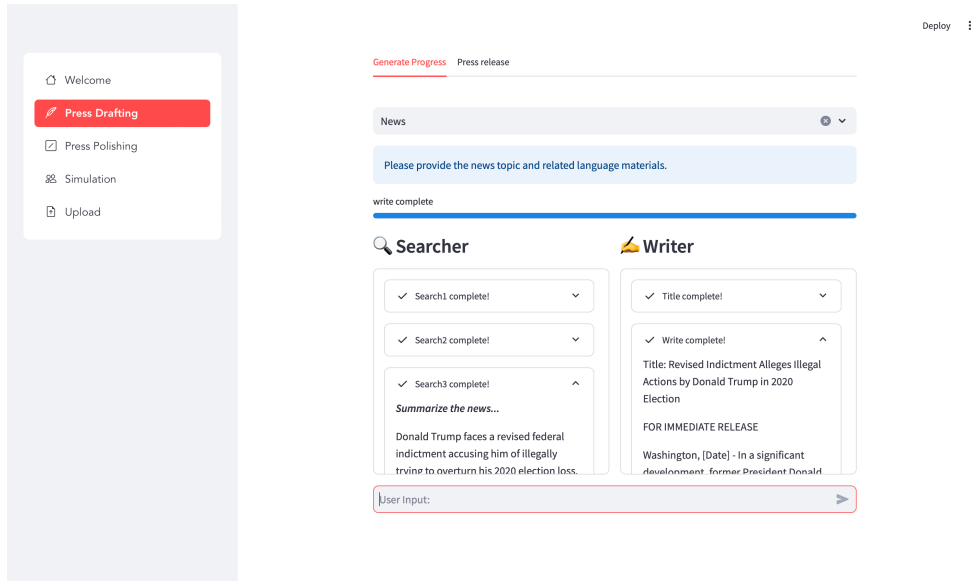 Deploy
Welcome
Press Drafting
Press Polishing
Simulation
Upload
Generate Progress
Press release
News
Please provide the news topic and related language materials.
write complete
Searcher
Search1 complete!
Search2 complete!
Search3 complete!
Summarize the news...
Donald Trump faces a revised federal
indictment accusing him of illegally
trying to overturn his 2020 election loss.
Writer
Title complete!
Write complete!
Title: Revised Indictment Alleges Illegal
Actions by Donald Trump in 2020
Election
FOR IMMEDIATE RELEASE
Washington, [Date] - In a significant
development, former President Donald
User Input: